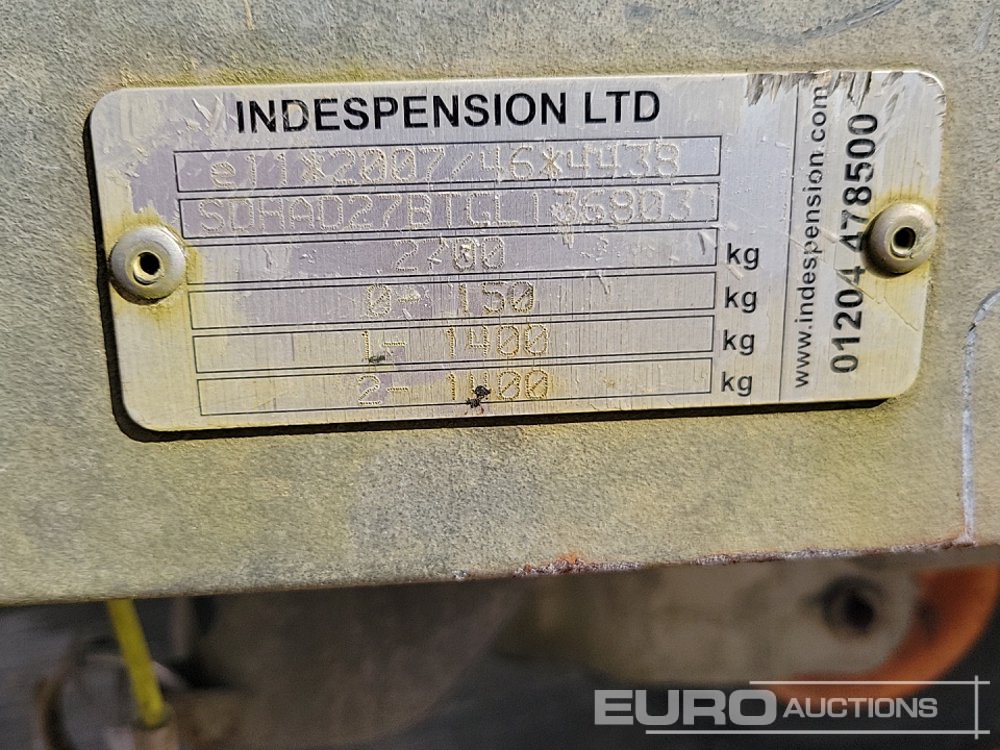 INDESPENSION LTD
e11*2007/46*4438
2700 kg
0- 150 kg
1- 1400 kg
2- 1400 kg
www.indespension.com
01204 478500
EURO AUCTIONS